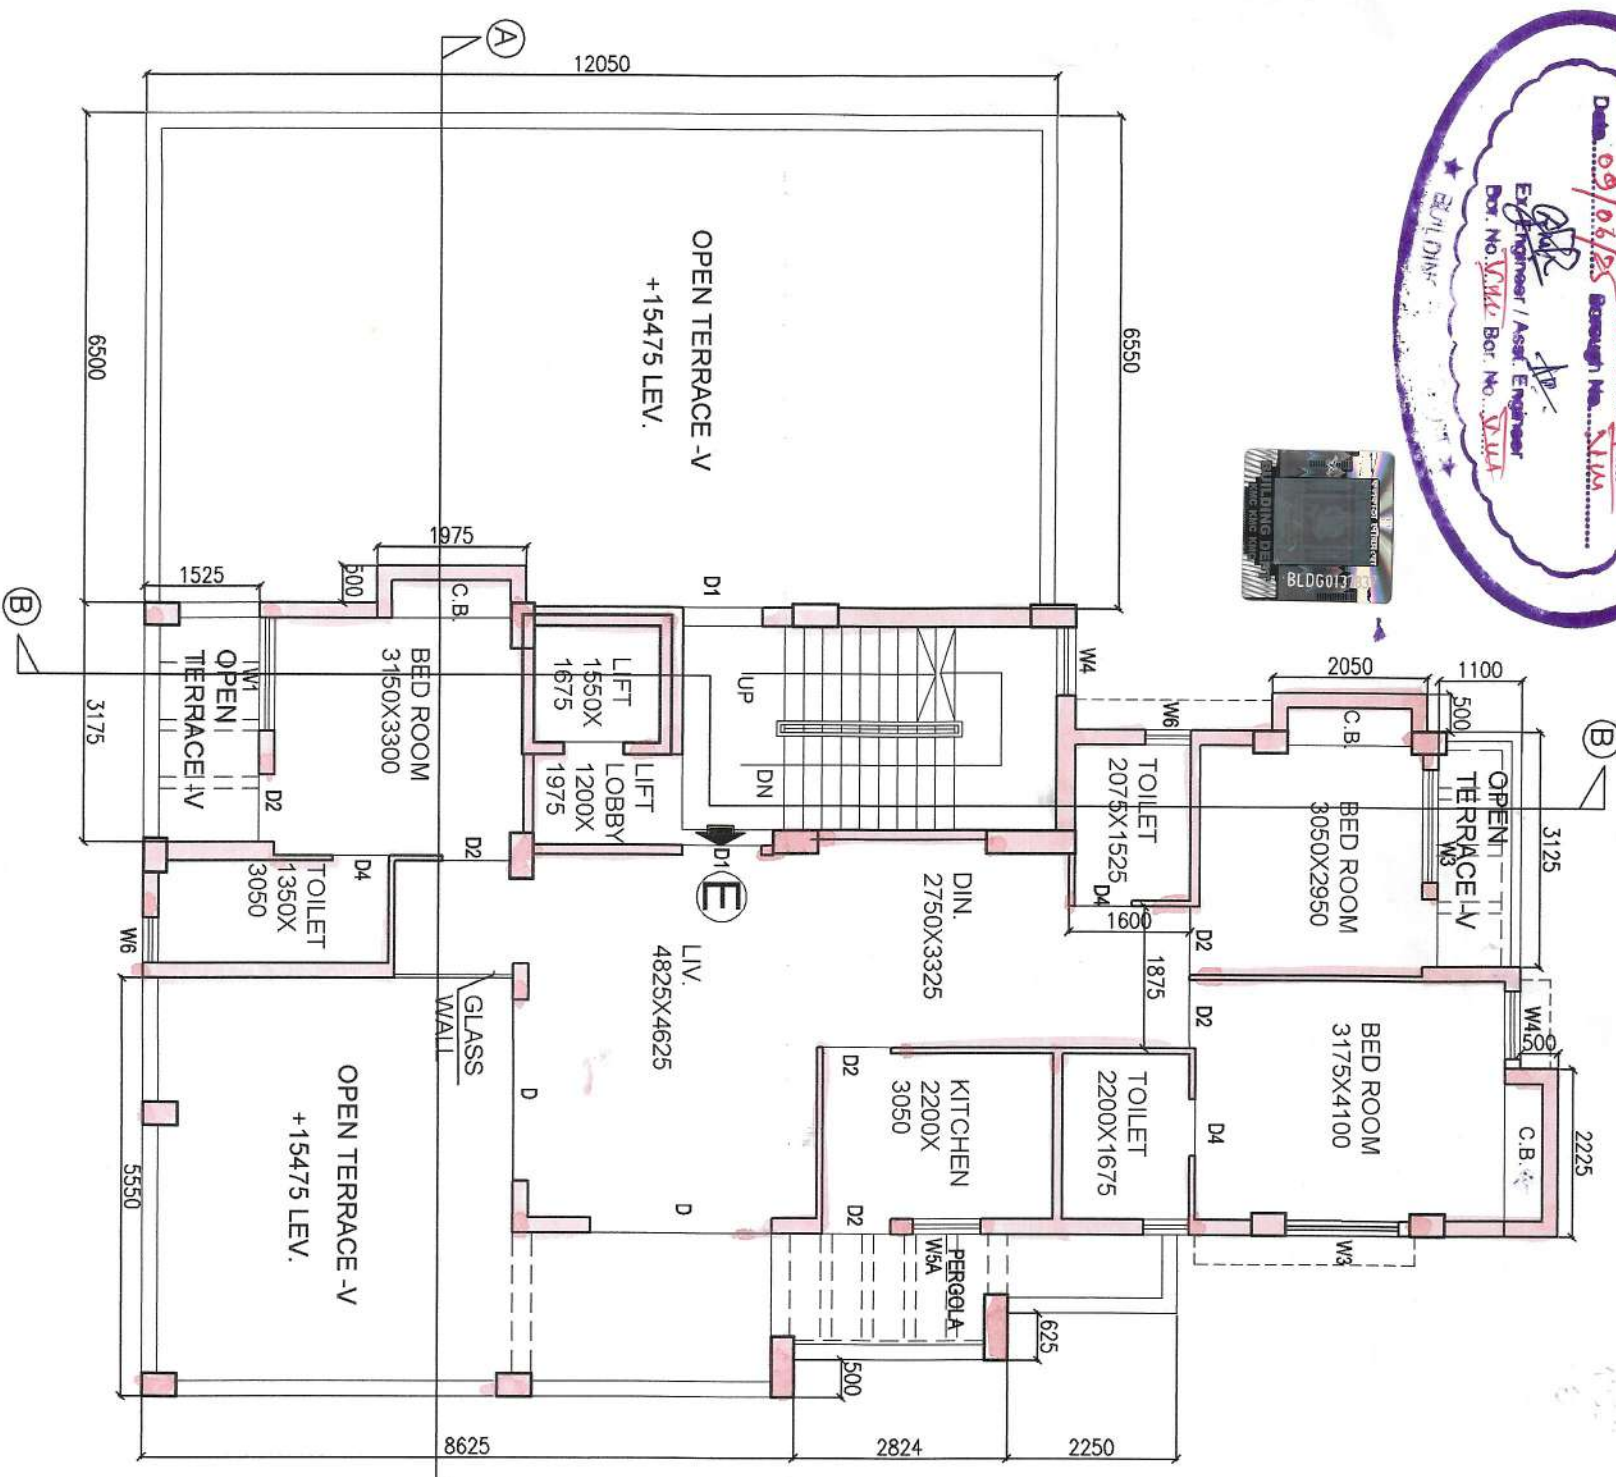 A
12050
OPEN TERRACE -V
+15475 LEV.
6550
6500
Date 09/06/25 Borough No.
Ex. Engineer / Asst. Engineer
Bor. No. Bor. No.
BUILDIN
BUILDING DE
KMC KMC KMC
BLDG013
1975
500
1525
C.B.
D1
W4
2050
1100
500
B
3175
OPEN
TERRACE-V
W1
BED ROOM
3150X3300
D2
LIFT
1550X
1675
LIFT
LOBBY
1200X
1975
UP
DN
W6
TOILET
2075X1525
C.B.
BED ROOM
3050X2950
OPEN
TERRACE-V
W3
B
3125
D2
D4
TOILET
1350X
3050
W6
D1
E
DIN.
2750X3325
D4
1600
1875
D2
D2
LIV.
4825X4625
GLASS
WALL
D
D
OPEN TERRACE -V
+15475 LEV.
5550
D2
KITCHEN
2200X
3050
D2
TOILET
2200X1675
D4
BED ROOM
3175X4100
W4
500
C.B.
2225
W3
W5A
PERGOLA
625
500
8625
2824
2250